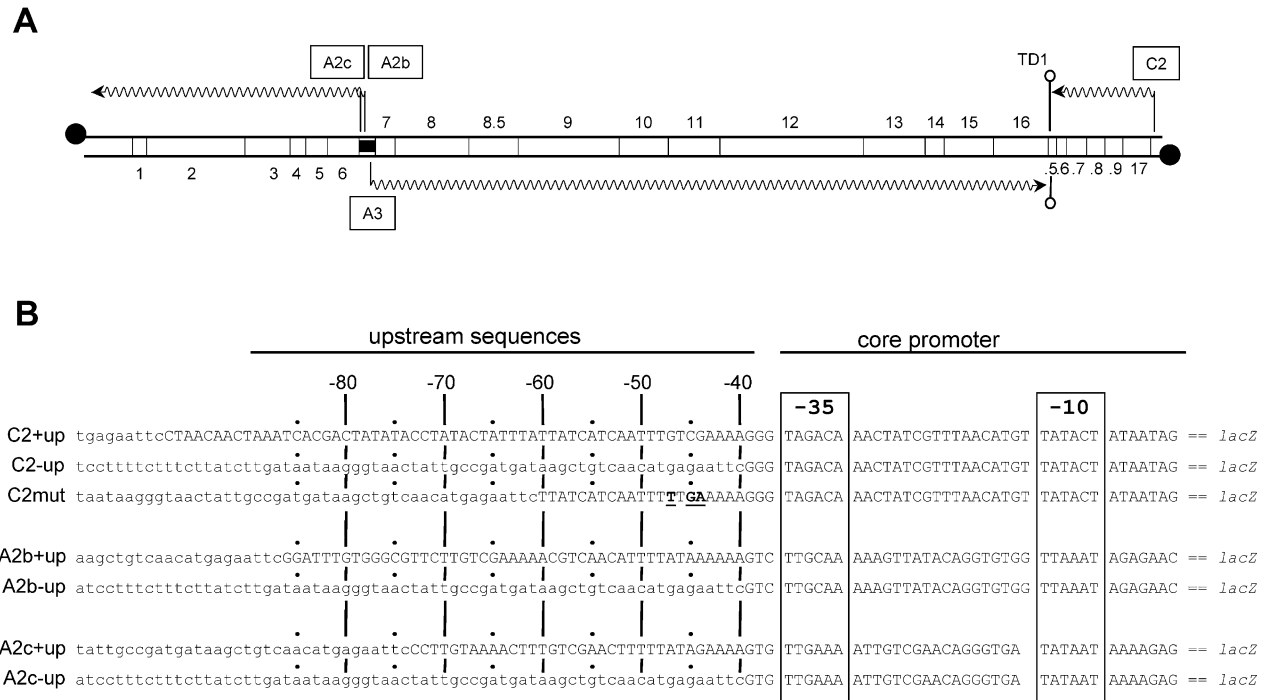 A
A2c A2b TD1 C2
7 8 8.5 9 10 11 12 13 14 15 16
1 2 3 4 5 6 .5 .6 .7 .8 .9 17
A3
B
upstream sequences core promoter
-80 -70 -60 -50 -40 -35 -10
C2+up tgagaattcCTAACAACTAAATCACGACTATATACCTATACTATTTATTATCATCAATTTGTCGAAAAGGG TAGACA AACTATCGTTTAACATGT TATACT ATAATAG == lacZ
C2-up tccttttctttcttatcttgataataagggtaactattgccgatgataagctgtcaacatgagaattcGGG TAGACA AACTATCGTTTAACATGT TATACT ATAATAG == lacZ
C2mut taataagggtaactattgccgatgataagctgtcaacatgagaattcTTATCATCAATTTTTGAAAAAGGG TAGACA AACTATCGTTTAACATGT TATACT ATAATAG == lacZ
A2b+up aagctgtcaacatgagaattcGGATTTGTGGGCGTTCTTGTCGAAAAACGTCAACATTTTATAAAAAAGTC TTGCAA AAAGTTATACAGGTGTGG TTAAAT AGAGAAC == lacZ
A2b-up atcctttctttcttatcttgataataagggtaactattgccgatgataagctgtcaacatgagaattcGTC TTGCAA AAAGTTATACAGGTGTGG TTAAAT AGAGAAC == lacZ
A2c+up tattgccgatgataagctgtcaacatgagaattcCCTTGTAAAACTTTGTCGAACTTTTTATAGAAAAGTG TTGAAA ATTGTCGAACAGGGTGA TATAAT AAAAGAG == lacZ
A2c-up atcctttctttcttatcttgataataagggtaactattgccgatgataagctgtcaacatgagaattcGTG TTGAAA ATTGTCGAACAGGGTGA TATAAT AAAAGAG == lacZ